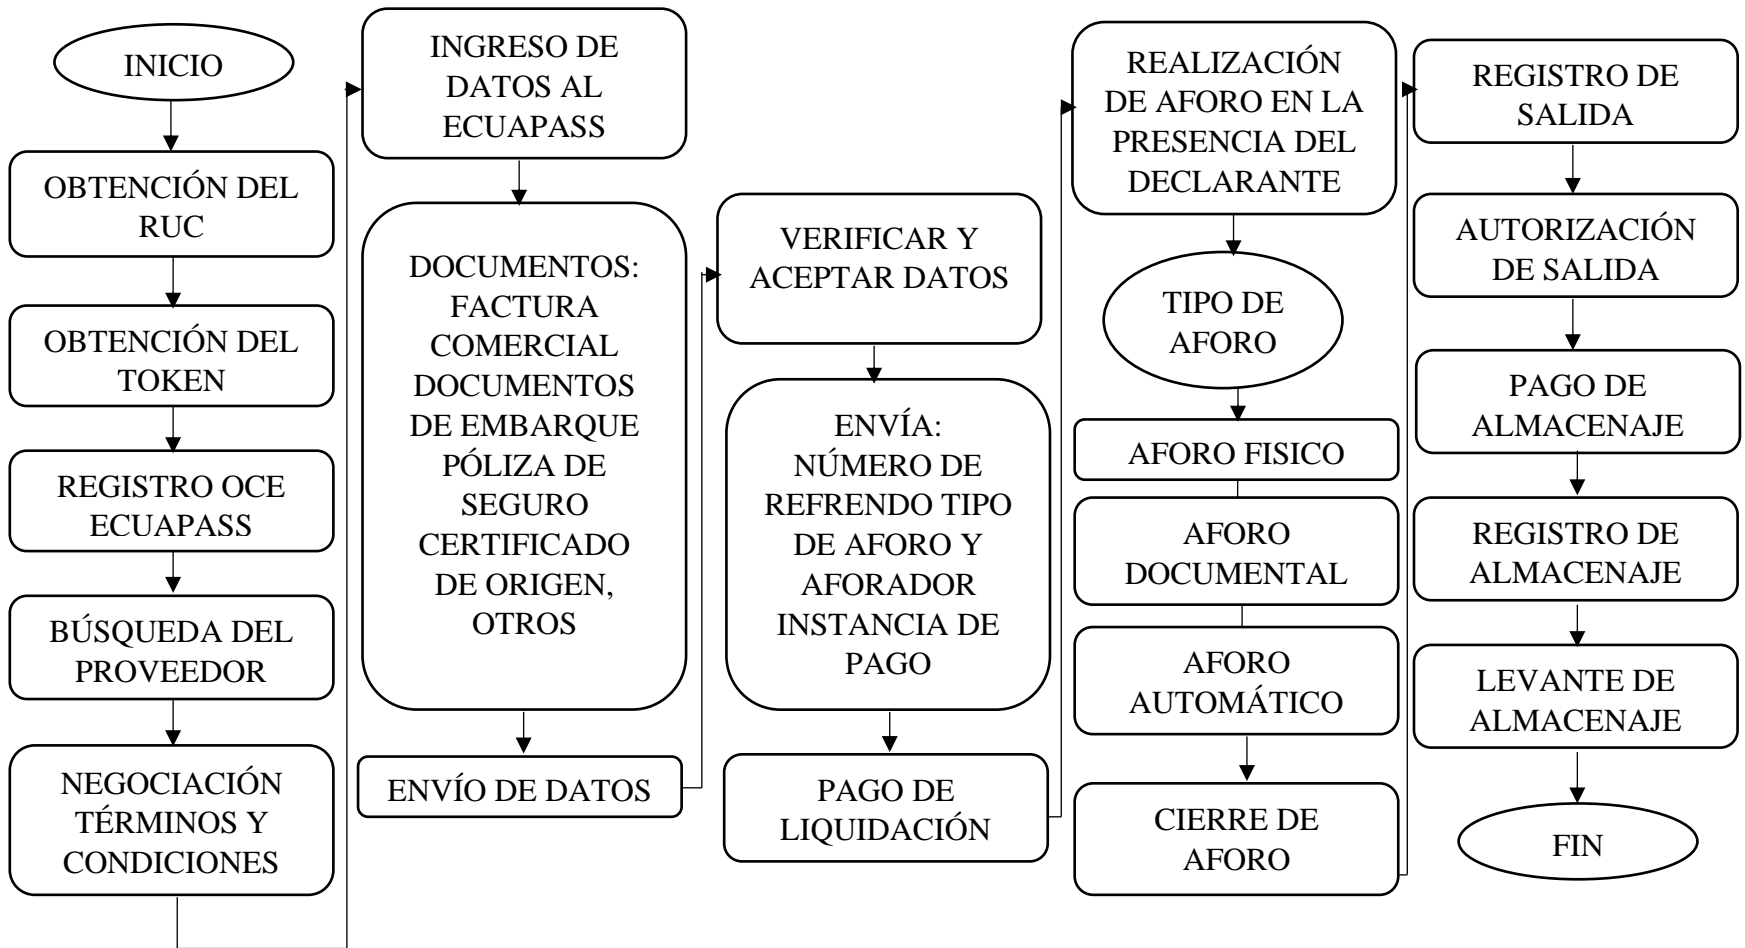 INICIO
OBTENCIÓN DEL
RUC
OBTENCIÓN DEL
TOKEN
REGISTRO OCE
ECUAPASS
BÚSQUEDA DEL
PROVEEDOR
NEGOCIACIÓN
TÉRMINOS Y
CONDICIONES
INGRESO DE
DATOS AL
ECUAPASS
DOCUMENTOS:
FACTURA
COMERCIAL
DOCUMENTOS
DE EMBARQUE
PÓLIZA DE
SEGURO
CERTIFICADO
DE ORIGEN,
OTROS
ENVÍO DE DATOS
VERIFICAR Y
ACEPTAR DATOS
ENVÍA:
NÚMERO DE
REFRENDO TIPO
DE AFORO Y
AFORADOR
INSTANCIA DE
PAGO
PAGO DE
LIQUIDACIÓN
REALIZACIÓN
DE AFORO EN LA
PRESENCIA DEL
DECLARANTE
TIPO DE
AFORO
AFORO FISICO
AFORO
DOCUMENTAL
AFORO
AUTOMÁTICO
CIERRE DE
AFORO
REGISTRO DE
SALIDA
AUTORIZACIÓN
DE SALIDA
PAGO DE
ALMACENAJE
REGISTRO DE
ALMACENAJE
LEVANTE DE
ALMACENAJE
FIN